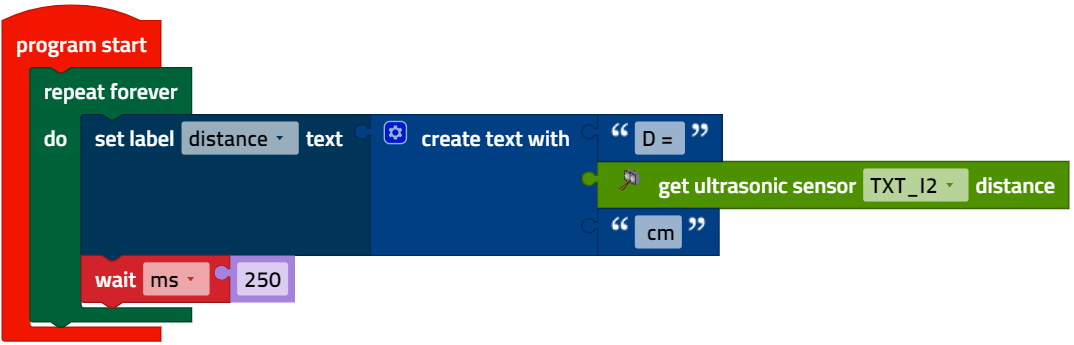 program start
repeat forever
do set label distance text create text with “ D = ”
get ultrasonic sensor TXT_I2 distance
“ cm ”
wait ms 250